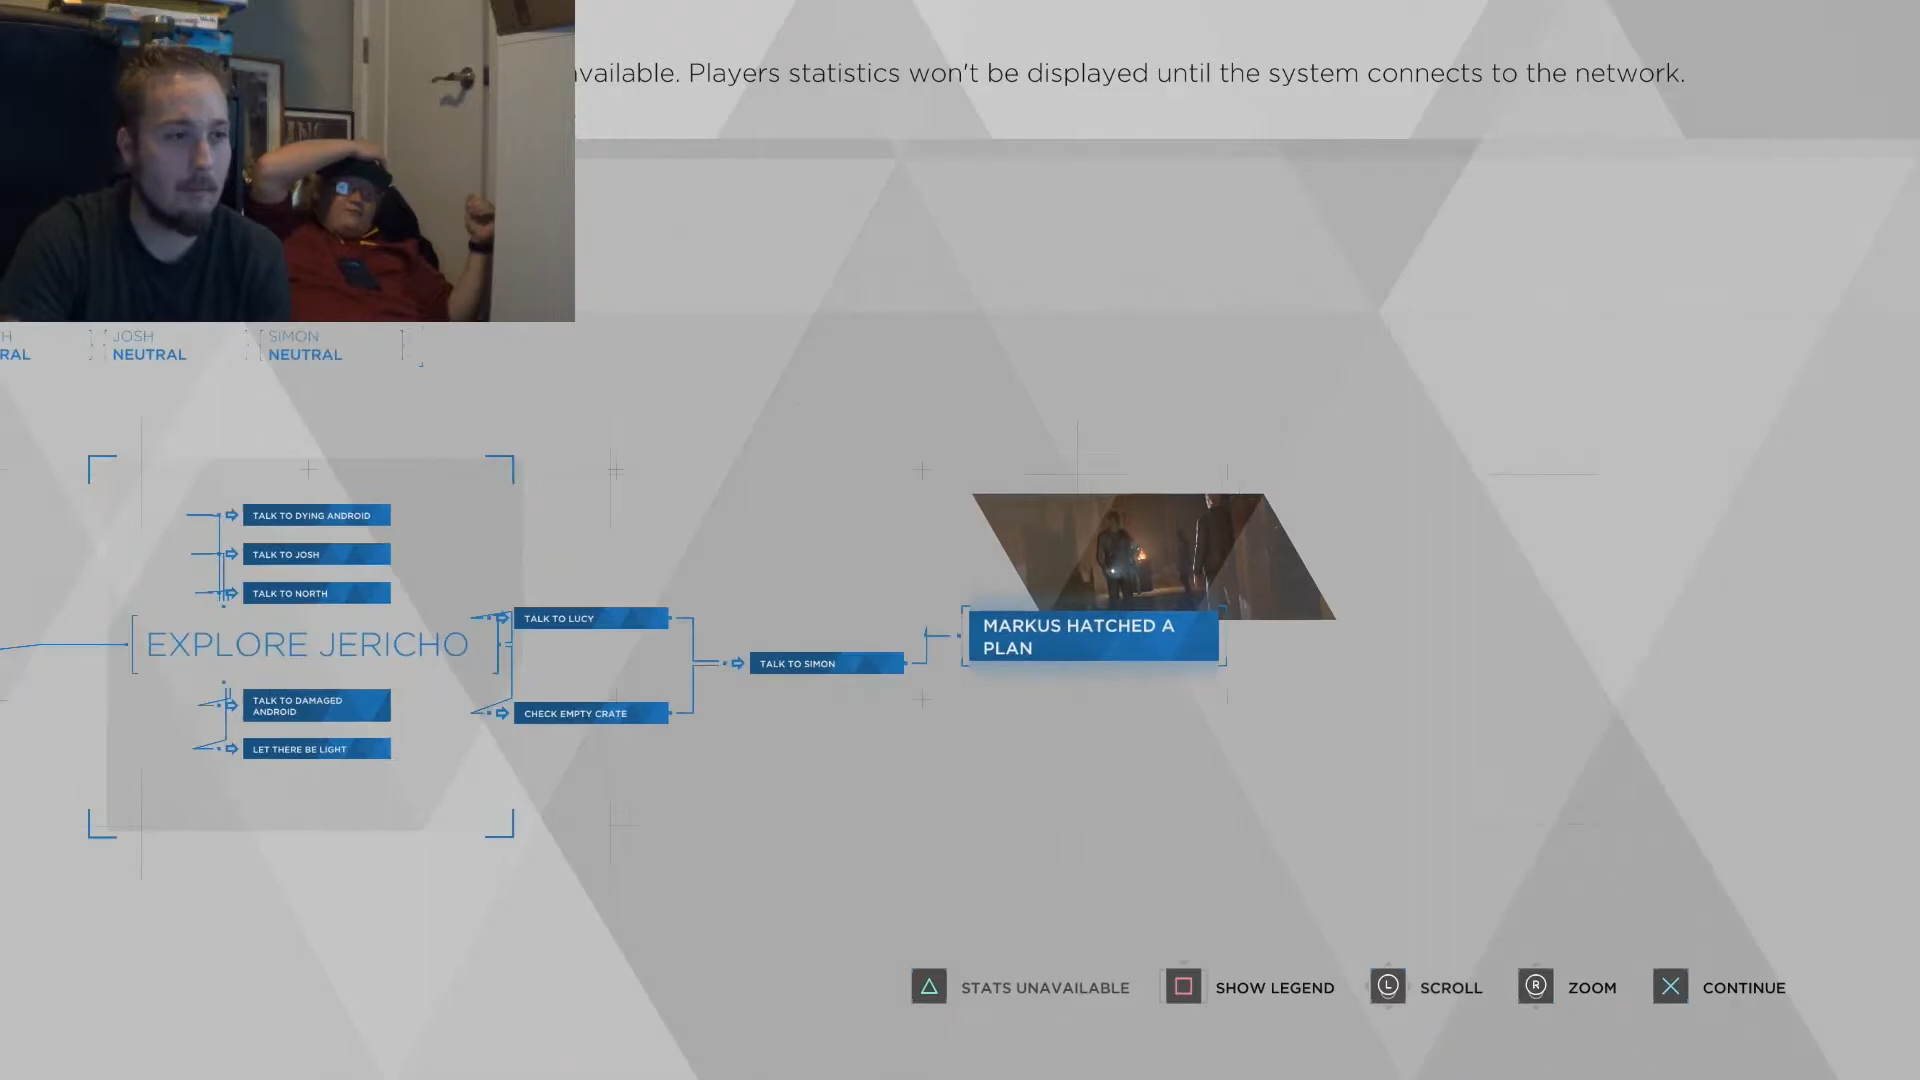 vailable. Players statistics won't be displayed until the system connects to the network.
H
RAL
JOSH
NEUTRAL
SIMON
NEUTRAL
TALK TO DYING ANDROID
TALK TO JOSH
TALK TO NORTH
EXPLORE JERICHO
TALK TO DAMAGED
ANDROID
LET THERE BE LIGHT
TALK TO LUCY
CHECK EMPTY CRATE
TALK TO SIMON
MARKUS HATCHED A
PLAN
STATS UNAVAILABLE
SHOW LEGEND
L
SCROLL
R
ZOOM
CONTINUE